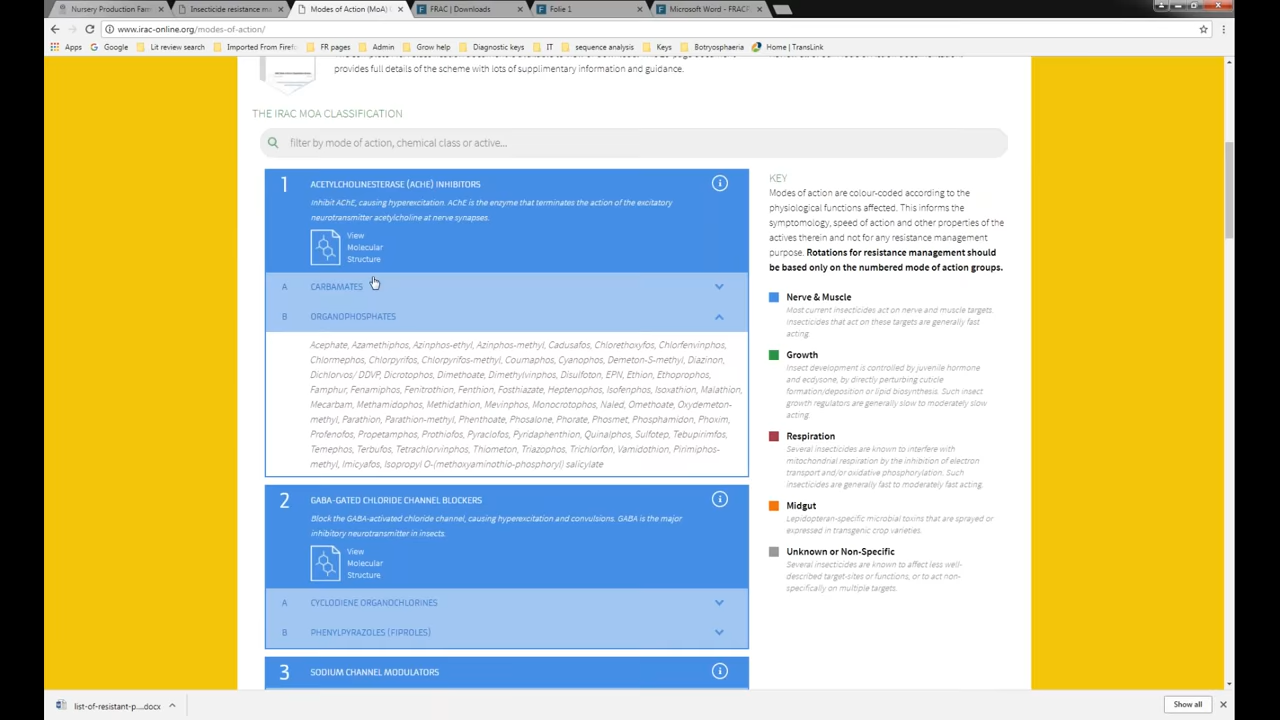 Nursery Production Farm
Insecticide resistance m
Modes of Action (MoA)
FRAC | Downloads
Folie 1
Microsoft Word - FRACP
www.irac-online.org/modes-of-action/
Apps
Google
Lit review search
Imported From Firef
FR pages
Admin
Grow help
Diagnostic keys
IT
sequence analysis
Keys
Botryosphaeria
Home | TransLink
provides full details of the scheme with lots of supplimentary information and guidance.
THE IRAC MOA CLASSIFICATION
filter by mode of action, chemical class or active...
1
ACETYLCHOLINESTERASE (ACHE) INHIBITORS
Inhibit AChE, causing hyperexcitation. AChE is the enzyme that terminates the action of the excitatory
neurotransmitter acetylcholine at nerve synapses.
View
Molecular
Structure
A CARBAMATES
B ORGANOPHOSPHATES
Acephate, Azamethiphos, Azinphos-ethyl, Azinphos-methyl, Cadusafos, Chlorethoxyfos, Chlorfenvinphos,
Chlormephos, Chlorpyrifos, Chlorpyrifos-methyl, Coumaphos, Cyanophos, Demeton-S-methyl, Diazinon,
Dichlorvos/ DDVP, Dicrotophos, Dimethoate, Dimethylvinphos, Disulfoton, EPN, Ethion, Ethoprophos,
Famphur, Fenamiphos, Fenitrothion, Fenthion, Fosthiazate, Heptenophos, Isofenphos, Isoxathion, Malathion,
Mecarbam, Methamidophos, Methidathion, Mevinphos, Monocrotophos, Naled, Omethoate, Oxydemeton-
methyl, Parathion, Parathion-methyl, Phenthoate, Phorate, Phosalone, Phosmet, Phosphamidon, Phoxim,
Profenofos, Propetamphos, Prothiofos, Pyraclofos, Pyridaphenthion, Quinalphos, Sulfotep, Tebupirimfos,
Temephos, Terbufos, Tetrachlorvinphos, Thiometon, Triazophos, Trichlorfon, Vamidothion, Pirimiphos-
methyl, Imicyafos, Isopropyl O-(methoxyaminothio-phosphoryl) salicylate
2
GABA-GATED CHLORIDE CHANNEL BLOCKERS
Block the GABA-activated chloride channel, causing hyperexcitation and convulsions. GABA is the major
inhibitory neurotransmitter in insects.
View
Molecular
Structure
A CYCLODIENE ORGANOCHLORINES
B PHENYLPYRAZOLES (FIPROLES)
3
SODIUM CHANNEL MODULATORS
KEY
Modes of action are colour-coded according to the
physiological functions affected. This informs the
symptomology, speed of action and other properties of the
actives therein and not for any resistance management
purpose. Rotations for resistance management should
be based only on the numbered mode of action groups.
Nerve & Muscle
Most current insecticides act on nerve and muscle targets.
Insecticides that act on these targets are generally fast
acting.
Growth
Insect development is controlled by juvenile hormone
and ecdysone, by directly perturbing cuticle
formation/deposition or lipid biosynthesis. Such insect
growth regulators are generally slow to moderately slow
acting.
Respiration
Several insecticides are known to interfere with
mitochondrial respiration by the inhibition of electron
transport and/or oxidative phosphorylation. Such
insecticides are generally fast to moderately fast acting.
Midgut
Lepidopteran-specific microbial toxins that are sprayed or
expressed in transgenic crop varieties.
Unknown or Non-Specific
Several insecticides are known to affect less well-
described target-sites or functions, or to act non-
specifically on multiple targets.
list-of-resistant-p....docx
Show all